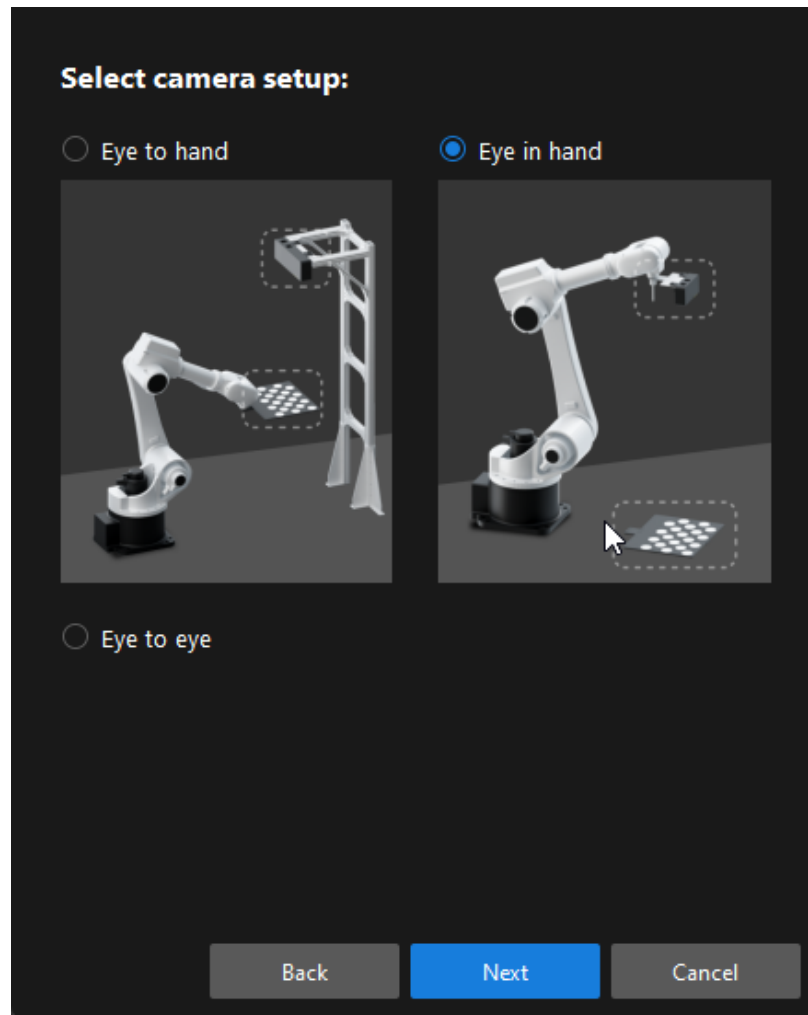 Select camera setup:
Eye to hand
Eye in hand
Eye to eye
Back
Next
Cancel